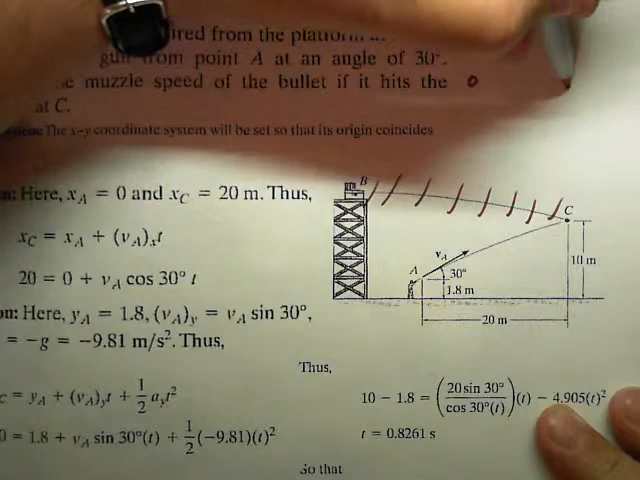 ired from the platform
gun from point A at an angle of 30°.
muzzle speed of the bullet if it hits the
at C.
The x–y coordinate system will be set so that its origin coincides
Here, x_A = 0 and x_C = 20 m. Thus,
x_C = x_A + (v_A)_x t
20 = 0 + v_A cos 30° t
Here, y_A = 1.8, (v_A)_y = v_A sin 30°,
= −g = −9.81 m/s². Thus,
= y_A + (v_A)_y t + 1/2 a_y t²
= 1.8 + v_A sin 30°(t) + 1/2(−9.81)(t)²
B
C
v_A
A
30°
10 m
1.8 m
20 m
Thus,
10 − 1.8 = (20 sin 30° / cos 30°(t))(t) − 4.905(t)²
t = 0.8261 s
So that